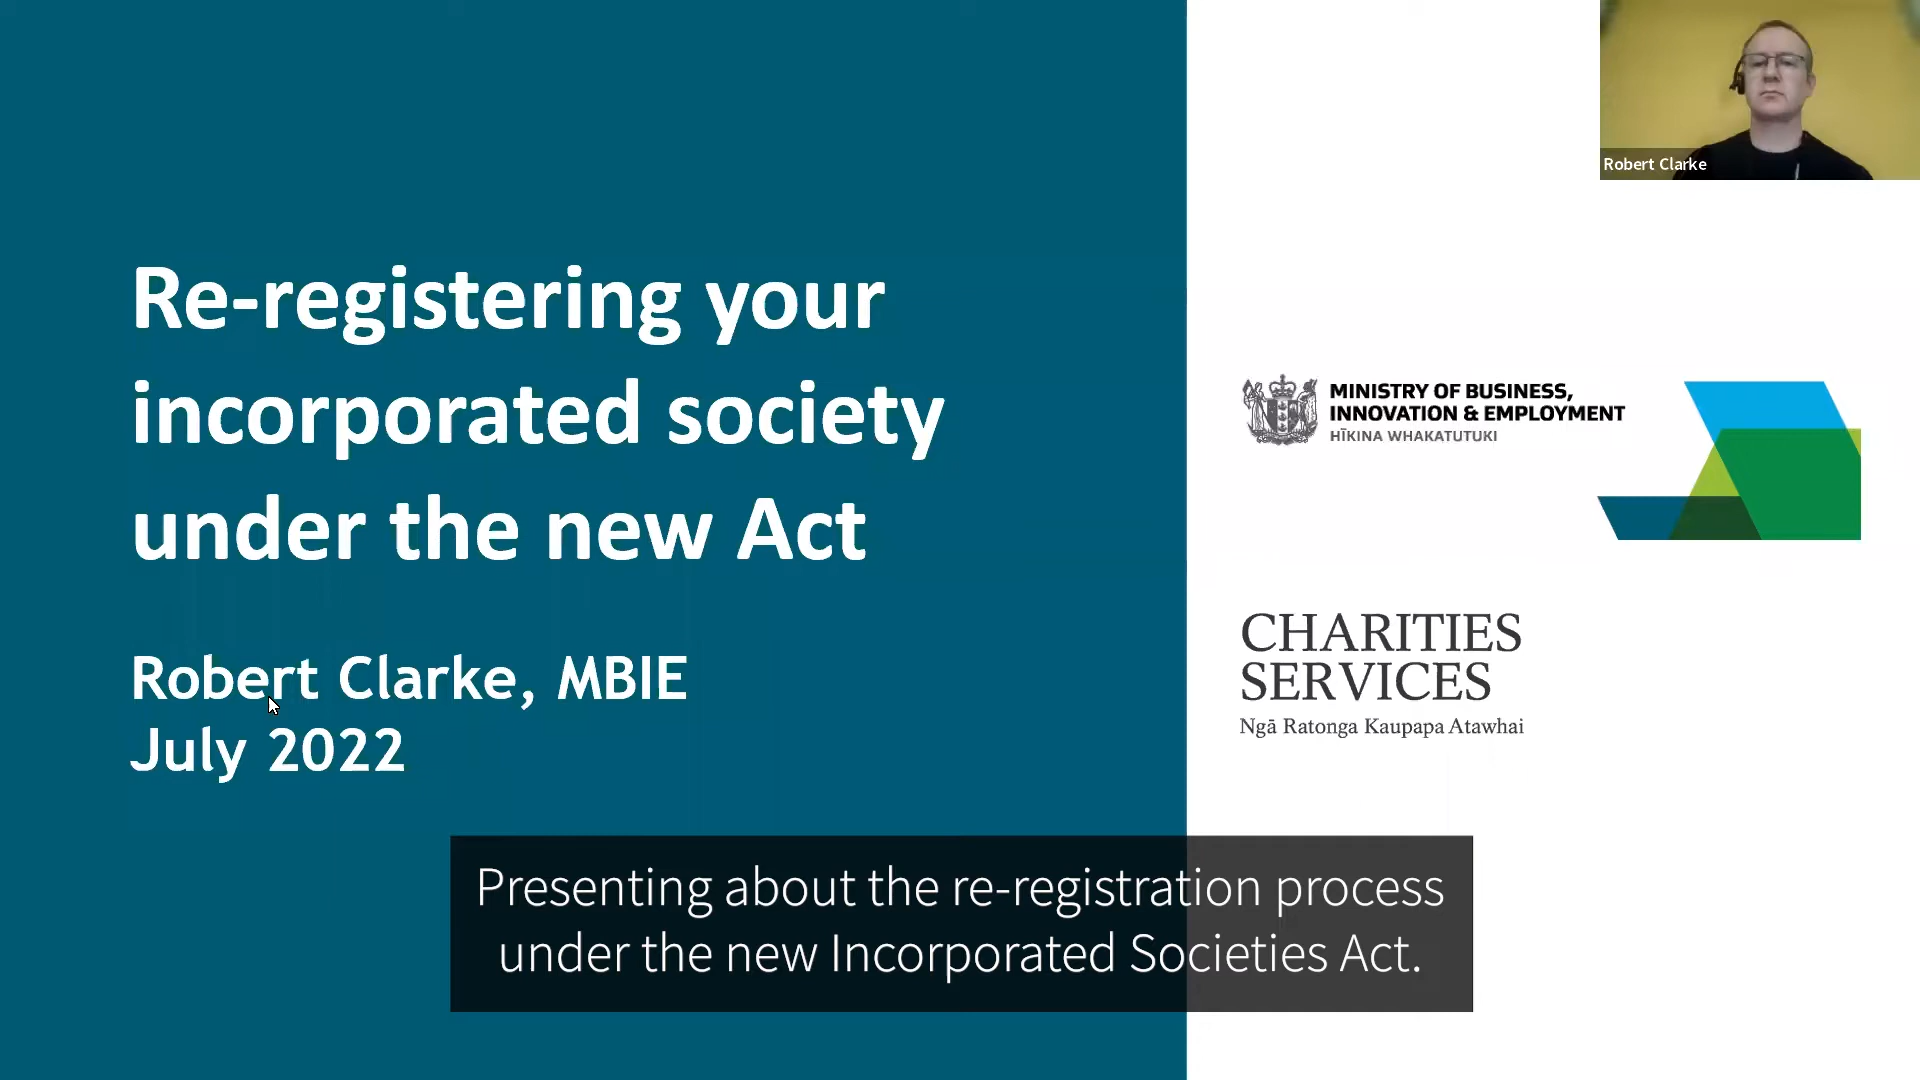 Re-registering your
incorporated society
under the new Act
Robert Clarke, MBIE
July 2022
Robert Clarke
MINISTRY OF BUSINESS,
INNOVATION & EMPLOYMENT
HĪKINA WHAKATUTUKI
CHARITIES
SERVICES
Ngā Ratonga Kaupapa Atawhai
Presenting about the re-registration process
under the new Incorporated Societies Act.